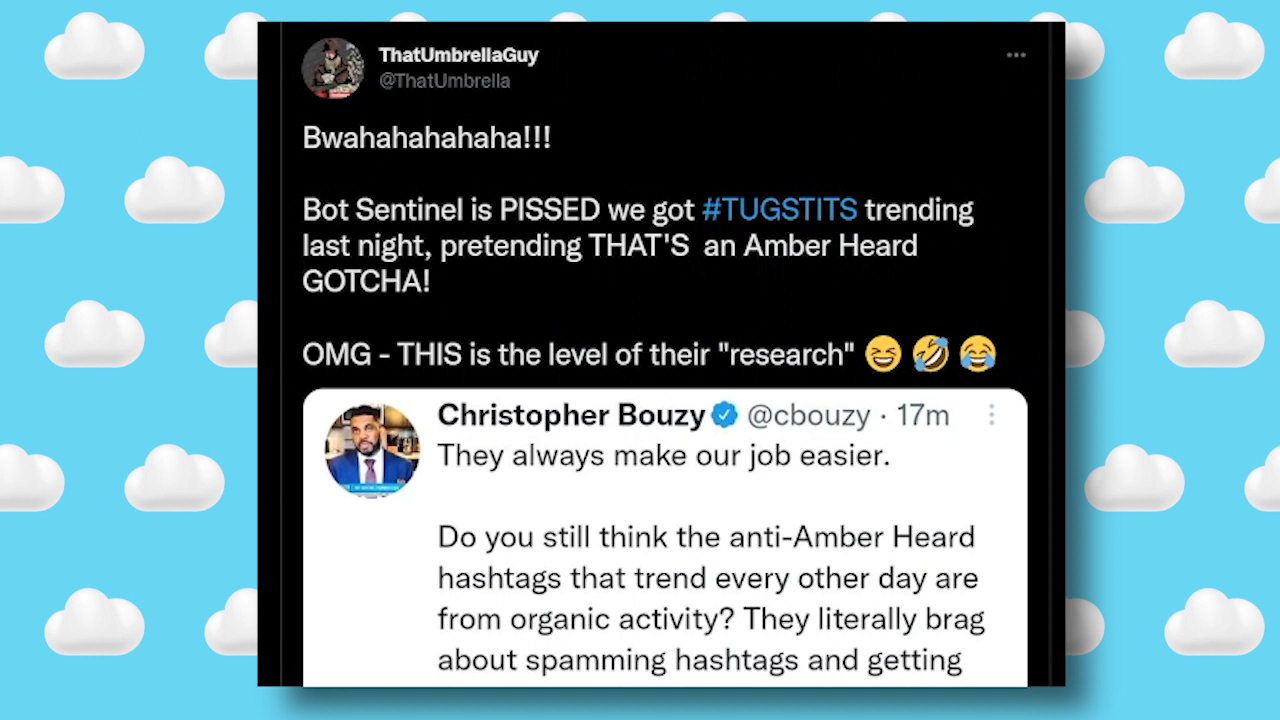 ThatUmbrellaGuy
@ThatUmbrella
Bwahahahahaha!!!
Bot Sentinel is PISSED we got #TUGSTITS trending
last night, pretending THAT'S an Amber Heard
GOTCHA!
OMG - THIS is the level of their "research" 😆 🤣 😂
Christopher Bouzy @cbouzy · 17m
They always make our job easier.
Do you still think the anti-Amber Heard
hashtags that trend every other day are
from organic activity? They literally brag
about spamming hashtags and getting